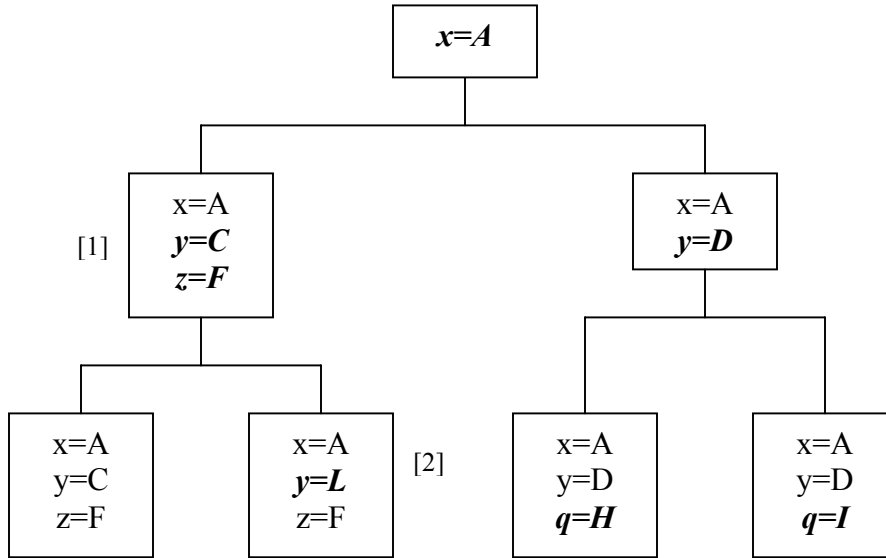 x=A
x=A
y=C
z=F
[1]
x=A
y=D
x=A
y=C
z=F
x=A
y=L
z=F
[2]
x=A
y=D
q=H
x=A
y=D
q=I